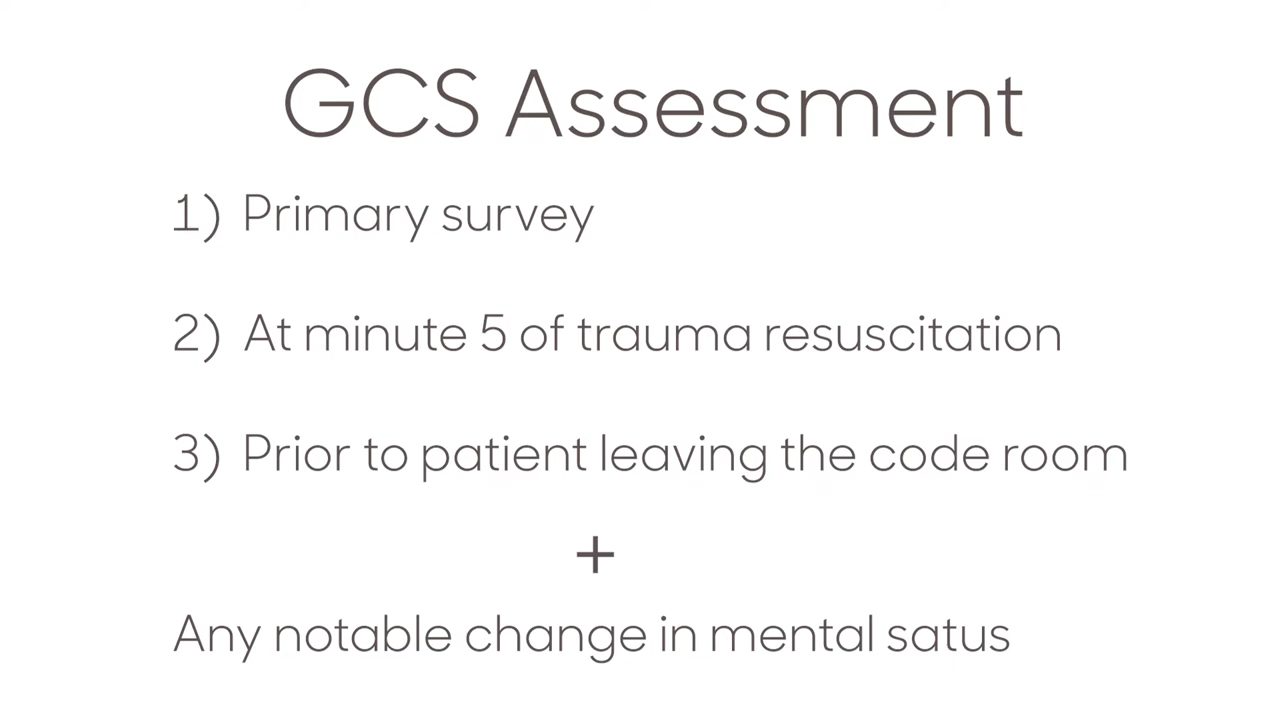 GCS Assessment
1) Primary survey
2) At minute 5 of trauma resuscitation
3) Prior to patient leaving the code room
+
Any notable change in mental satus